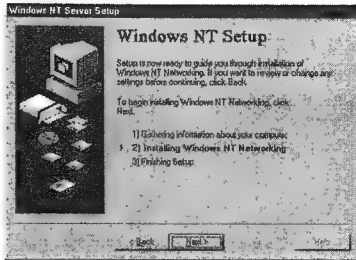 Windows NT Server Setup
Windows NT Setup
Setup is now ready to guide you through installation of
Windows NT Networking. If you want to review or change any
settings before continuing, click Back.
To begin installing Windows NT Networking, click
Next.
1) Gathering information about your computer
2) Installing Windows NT Networking
3) Finishing Setup
< Back
Next >
Help